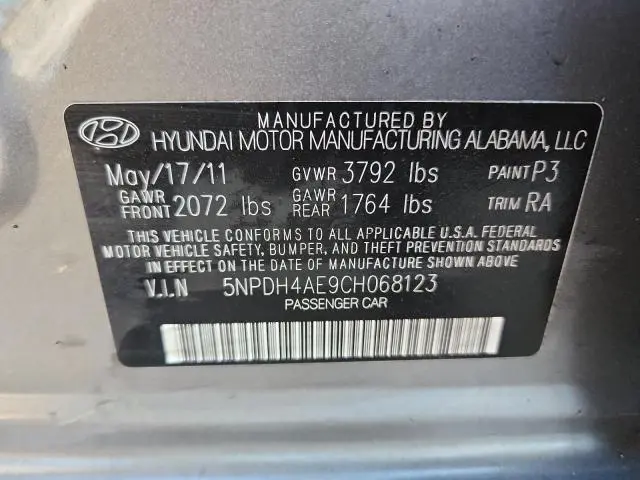 MANUFACTURED BY
HYUNDAI MOTOR MANUFACTURING ALABAMA, LLC
May/17/11 GVWR 3792 lbs PAINT P3
GAWR FRONT 2072 lbs GAWR REAR 1764 lbs TRIM RA
THIS VEHICLE CONFORMS TO ALL APPLICABLE U.S.A. FEDERAL
MOTOR VEHICLE SAFETY, BUMPER, AND THEFT PREVENTION STANDARDS
IN EFFECT ON THE DATE OF MANUFACTURE SHOWN ABOVE
V.I.N 5NPDH4AE9CH068123
PASSENGER CAR